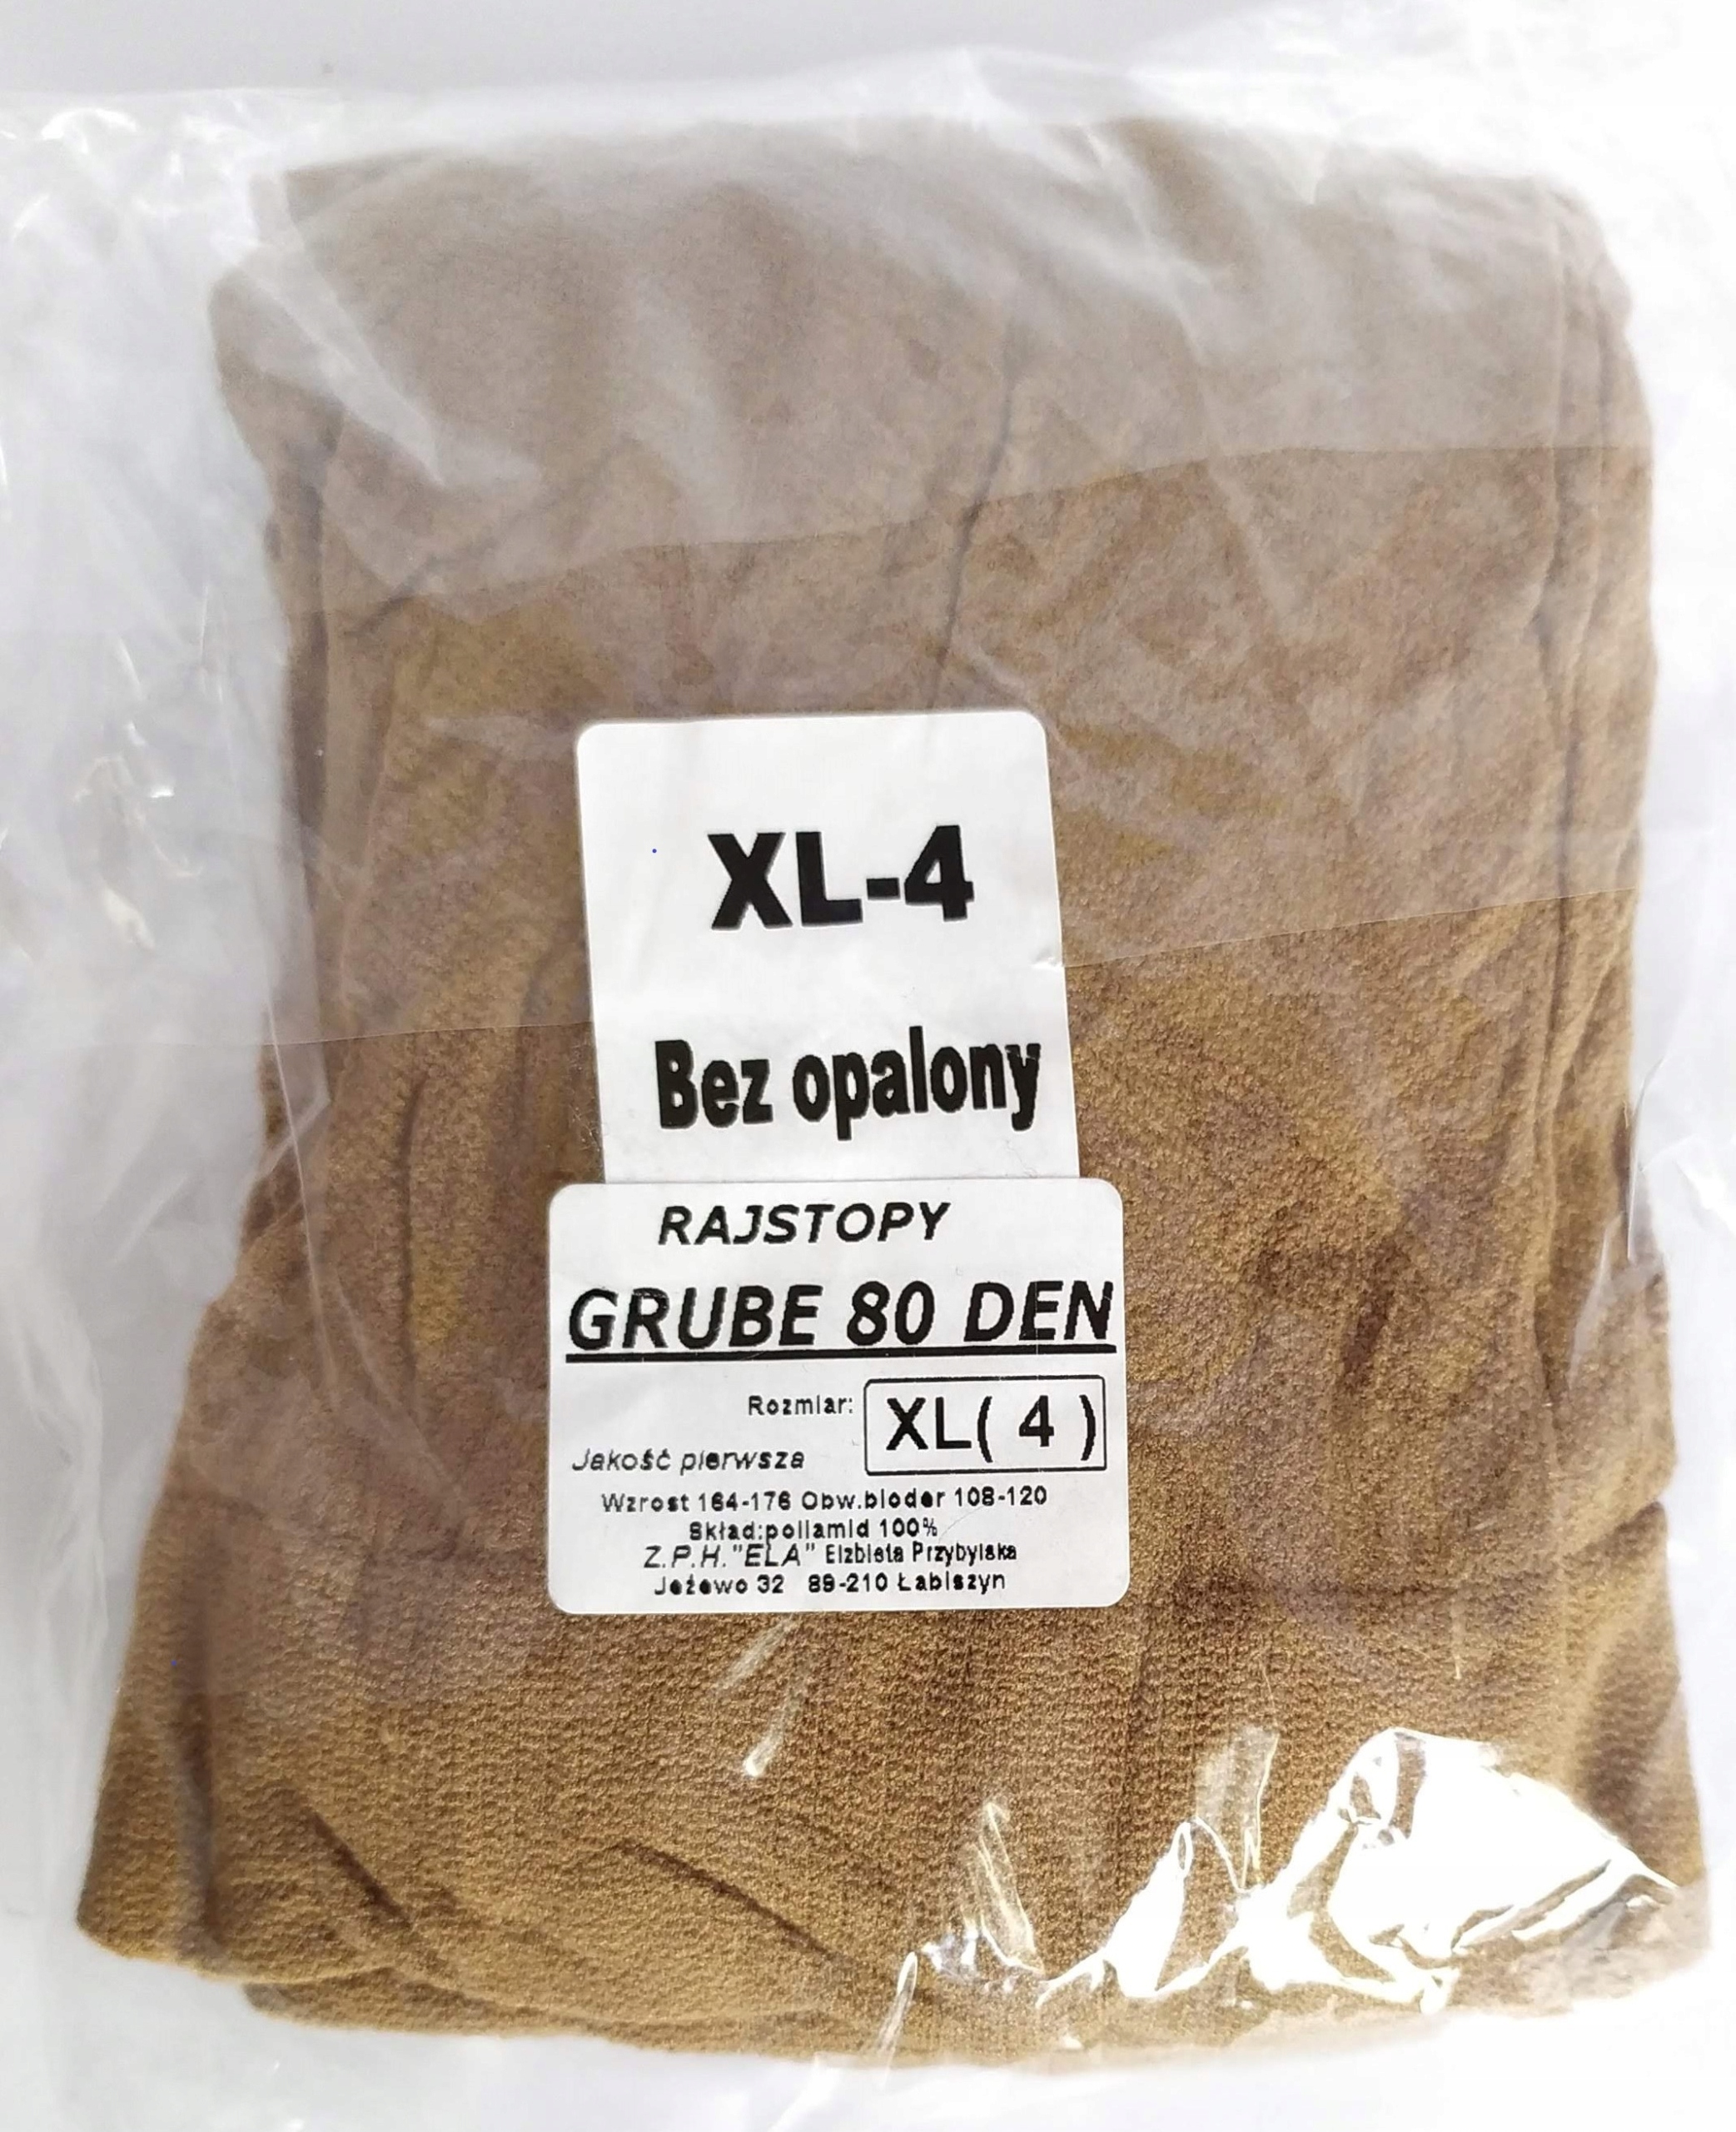 XL-4
Bez opalony
RAJSTOPY
GRUBE 80 DEN
Rozmiar: XL( 4 )
Jakość pierwsza
Wzrost 164-176 Obw.bioder 108-120
Skład:poliamid 100%
Z.P.H."ELA" Elzbieta Przybylska
Jeżewo 32 89-210 Łabiszyn